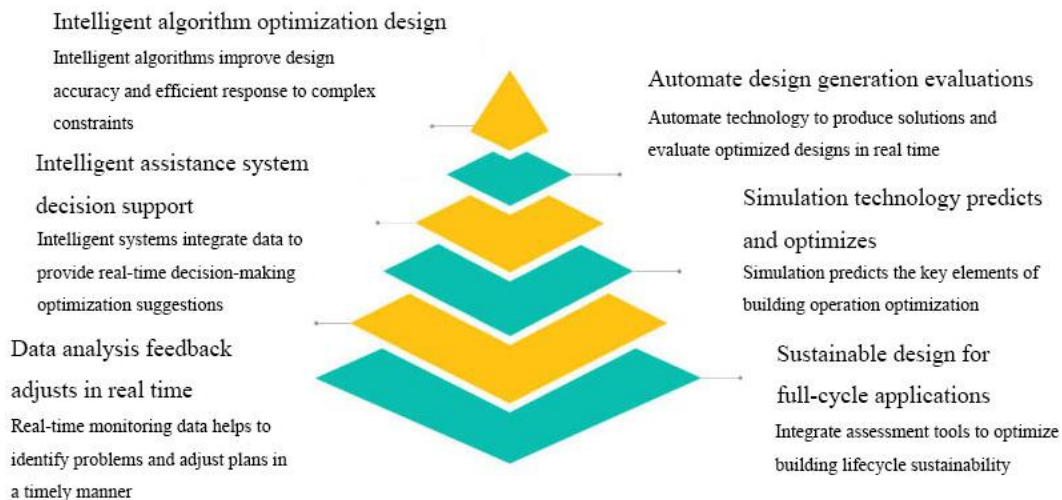 Intelligent algorithm optimization design
Intelligent algorithms improve design
accuracy and efficient response to complex
constraints
Automate design generation evaluations
Automate technology to produce solutions and
evaluate optimized designs in real time
Intelligent assistance system
decision support
Intelligent systems integrate data to
provide real-time decision-making
optimization suggestions
Simulation technology predicts
and optimizes
Simulation predicts the key elements of
building operation optimization
Data analysis feedback
adjusts in real time
Real-time monitoring data helps to
identify problems and adjust plans in
a timely manner
Sustainable design for
full-cycle applications
Integrate assessment tools to optimize
building lifecycle sustainability